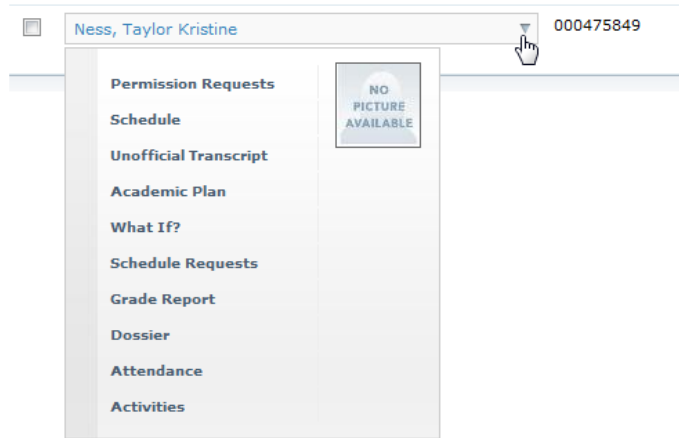 Ness, Taylor Kristine
000475849
Permission Requests
Schedule
Unofficial Transcript
Academic Plan
What If?
Schedule Requests
Grade Report
Dossier
Attendance
Activities
NO
PICTURE
AVAILABLE